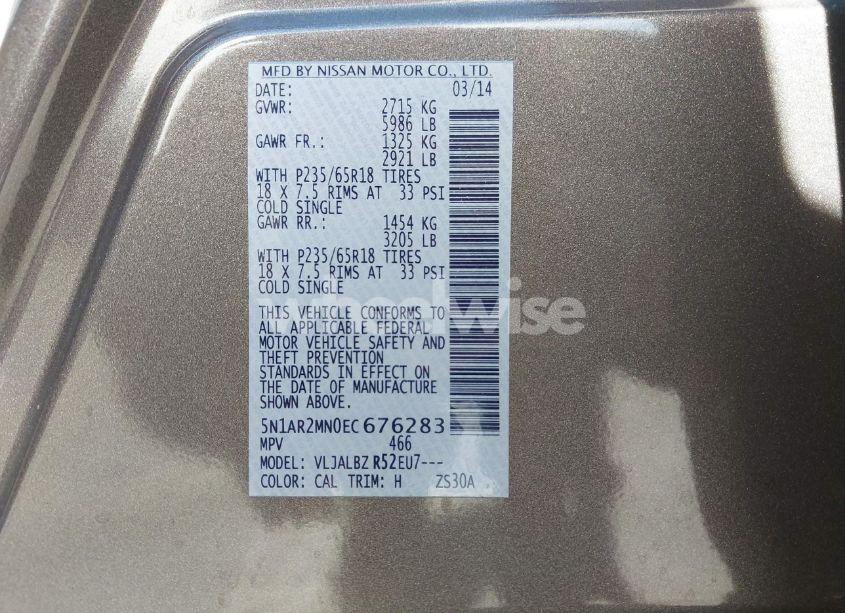 MFD BY NISSAN MOTOR CO., LTD.
DATE: 03/14
GVWR: 2715 KG
5986 LB
GAWR FR.: 1325 KG
2921 LB
WITH P235/65R18 TIRES
18 X 7.5 RIMS AT 33 PSI
COLD SINGLE
GAWR RR.: 1454 KG
3205 LB
WITH P235/65R18 TIRES
18 X 7.5 RIMS AT 33 PSI
COLD SINGLE
wheelwise
THIS VEHICLE CONFORMS TO
ALL APPLICABLE FEDERAL
MOTOR VEHICLE SAFETY AND
THEFT PREVENTION
STANDARDS IN EFFECT ON
THE DATE OF MANUFACTURE
SHOWN ABOVE.
5N1AR2MN0EC676283
MPV 466
MODEL: VLJALBZ R52EU7---
COLOR: CAL TRIM: H ZS30A